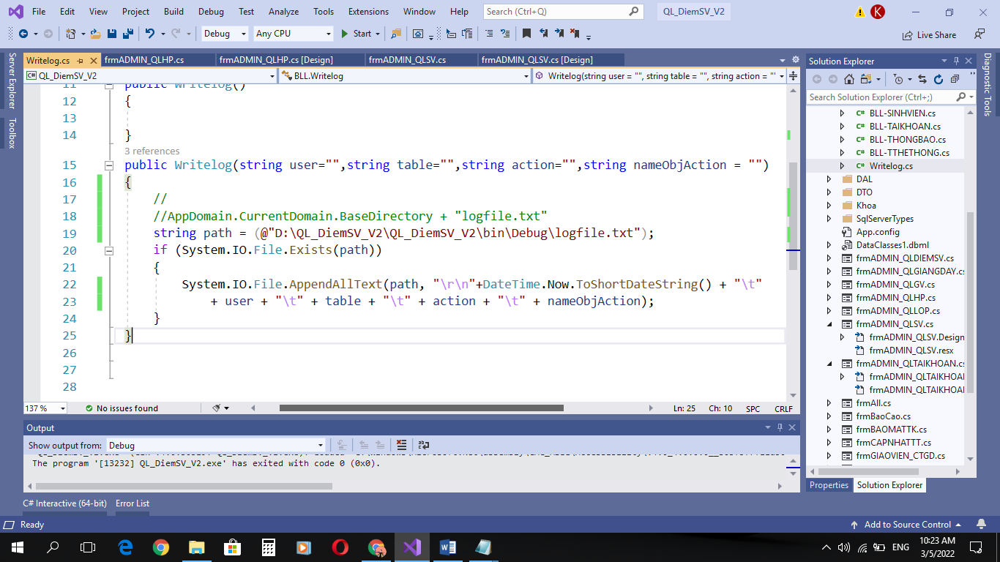 File Edit View Project Build Debug Test Analyze Tools Extensions Window Help Search (Ctrl+Q) QL_DiemSV_V2 K
Debug Any CPU Start Live Share
Server Explorer
Toolbox
Writelog.cs frmADMIN_QLHP.cs frmADMIN_QLHP.cs [Design] frmADMIN_QLSV.cs frmADMIN_QLSV.cs [Design]
C# QL_DiemSV_V2 BLL.Writelog Writelog(string user = "", string table = "", string action = "'
11 public Writelog()
12 {
13
14 }
3 references
15 public Writelog(string user="",string table="",string action="",string nameObjAction = "")
16 {
17 //
18 //AppDomain.CurrentDomain.BaseDirectory + "logfile.txt"
19 string path = (@"D:\QL_DiemSV_V2\QL_DiemSV_V2\bin\Debug\logfile.txt");
20 if (System.IO.File.Exists(path))
21 {
22 System.IO.File.AppendAllText(path, "\r\n"+DateTime.Now.ToShortDateString() + "\t"
23 + user + "\t" + table + "\t" + action + "\t" + nameObjAction);
24 }
25 }
26
27
28
137 % No issues found Ln: 25 Ch: 10 SPC CRLF
Output
Show output from: Debug
The program '[13232] QL_DiemSV_V2.exe' has exited with code 0 (0x0).
C# Interactive (64-bit) Error List
Solution Explorer
Search Solution Explorer (Ctrl+;)
C# BLL-SINHVIEN.cs
C# BLL-TAIKHOAN.cs
C# BLL-THONGBAO.cs
C# BLL-TTHETHONG.cs
C# Writelog.cs
DAL
DTO
Khoa
SqlServerTypes
App.config
DataClasses1.dbml
frmADMIN_QLDIEMSV.cs
frmADMIN_QLGIANGDAY.cs
frmADMIN_QLGV.cs
frmADMIN_QLHP.cs
frmADMIN_QLLOP.cs
frmADMIN_QLSV.cs
frmADMIN_QLSV.Design
frmADMIN_QLSV.resx
frmADMIN_QLTAIKHOAN.cs
frmADMIN_QLTAIKHOA
frmADMIN_QLTAIKHOA
frmAll.cs
frmBaoCao.cs
frmBAOMATTK.cs
frmCAPNHATTT.cs
frmGIAOVIEN_CTGD.cs
Properties Solution Explorer
Diagnostic Tools
Ready Add to Source Control
ENG 10:23 AM
3/5/2022